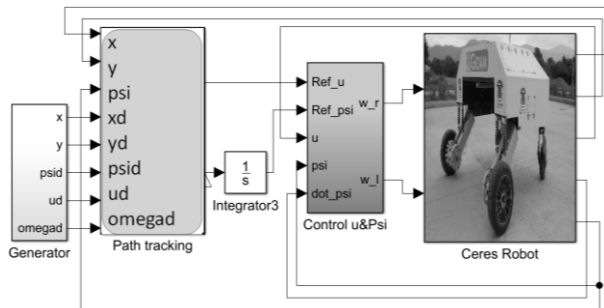 x
y
psid
ud
omegad
Generator
x
y
psi
xd
yd
psid
ud
omegad
Path tracking
1
s
Integrator3
Ref_u
Ref_psi
u
psi
dot_psi
w_r
w_l
Control u&Psi
Ceres Robot